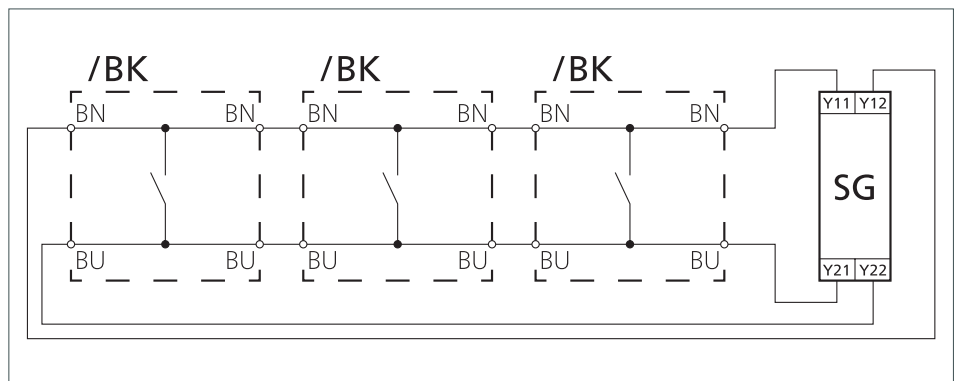 /BK /BK /BK
BN BN BN BN BN BN Y11 Y12
SG
BU BU BU BU BU BU Y21 Y22